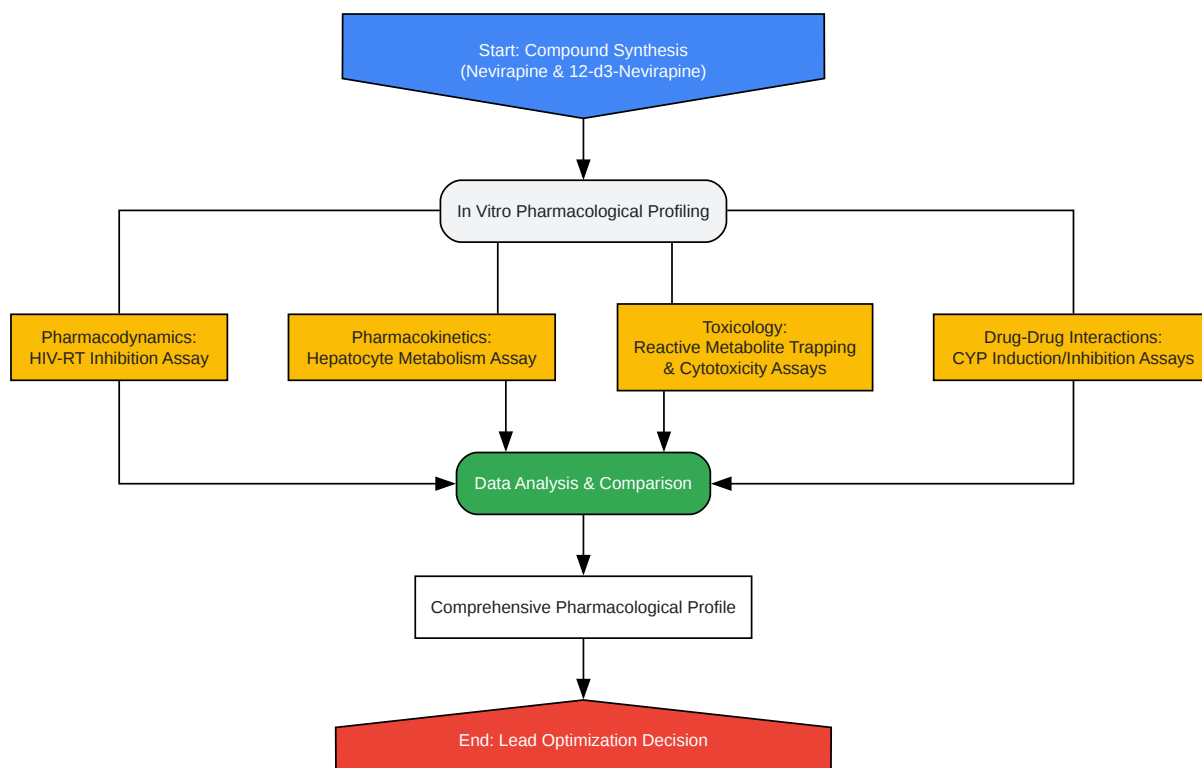 Start: Compound Synthesis
(Nevirapine & 12-d3-Nevirapine)
In Vitro Pharmacological Profiling
Pharmacodynamics:
HIV-RT Inhibition Assay
Pharmacokinetics:
Hepatocyte Metabolism Assay
Toxicology:
Reactive Metabolite Trapping
& Cytotoxicity Assays
Drug-Drug Interactions:
CYP Induction/Inhibition Assays
Data Analysis & Comparison
Comprehensive Pharmacological Profile
End: Lead Optimization Decision